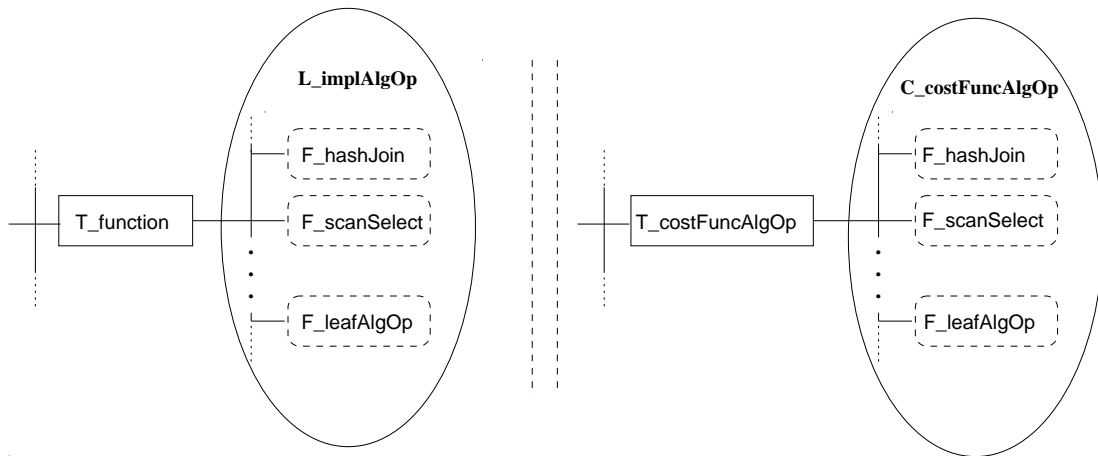 L_implAlgOp
F_hashJoin
T_function
F_scanSelect
F_leafAlgOp
C_costFuncAlgOp
F_hashJoin
T_costFuncAlgOp
F_scanSelect
F_leafAlgOp